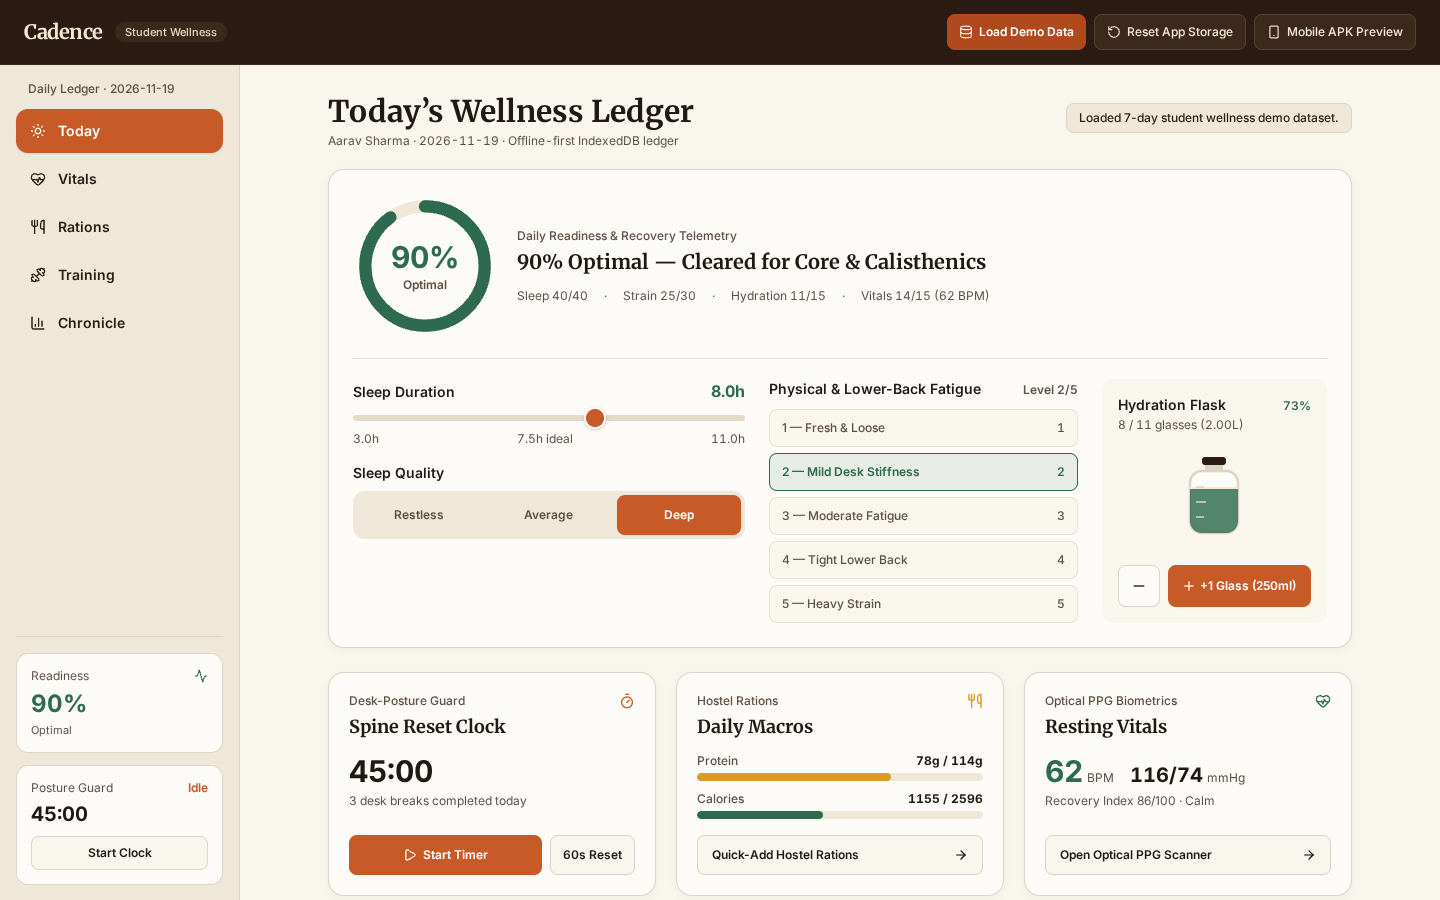 Cadence
Student Wellness
Load Demo Data
Reset App Storage
Mobile APK Preview
Daily Ledger · 2026-11-19
Today
Vitals
Rations
Training
Chronicle
Readiness
90%
Optimal
Posture Guard
Idle
45:00
Start Clock
Today’s Wellness Ledger
Aarav Sharma · 2026-11-19 · Offline-first IndexedDB ledger
Loaded 7-day student wellness demo dataset.
90%
Optimal
Daily Readiness & Recovery Telemetry
90% Optimal — Cleared for Core & Calisthenics
Sleep 40/40 · Strain 25/30 · Hydration 11/15 · Vitals 14/15 (62 BPM)
Sleep Duration
8.0h
3.0h
7.5h ideal
11.0h
Sleep Quality
Restless
Average
Deep
Physical & Lower-Back Fatigue
Level 2/5
1 — Fresh & Loose
1
2 — Mild Desk Stiffness
2
3 — Moderate Fatigue
3
4 — Tight Lower Back
4
5 — Heavy Strain
5
Hydration Flask
73%
8 / 11 glasses (2.00L)
+1 Glass (250ml)
Desk-Posture Guard
Spine Reset Clock
45:00
3 desk breaks completed today
Start Timer
60s Reset
Hostel Rations
Daily Macros
Protein
78g / 114g
Calories
1155 / 2596
Quick-Add Hostel Rations
Optical PPG Biometrics
Resting Vitals
62 BPM
116/74 mmHg
Recovery Index 86/100 · Calm
Open Optical PPG Scanner